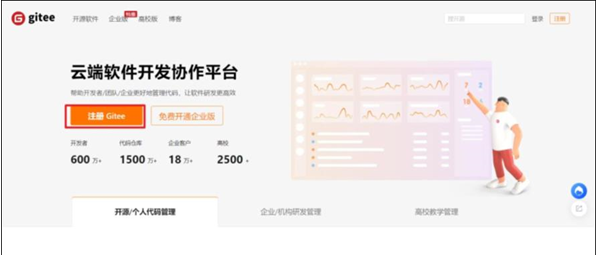 gitee
开源软件 企业版 特惠 高校版 博客
搜开源
登录 注册
云端软件开发协作平台
帮助开发者/团队/企业更好地管理代码，让软件研发更高效
注册 Gitee 免费开通企业版
开发者 代码仓库 企业客户 高校
600 万+ 1500 万+ 18 万+ 2500 +
开源/个人代码管理 企业/机构研发管理 高校教学管理